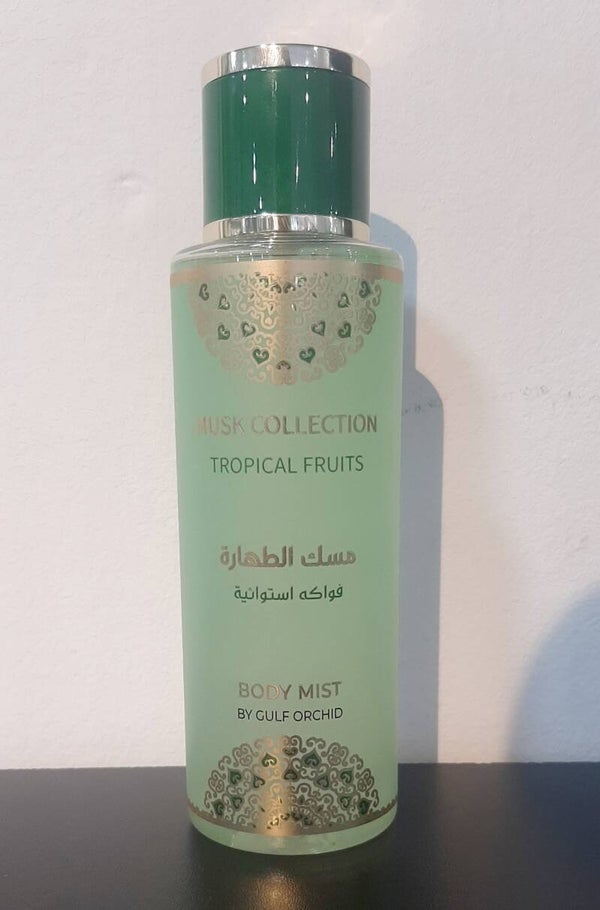 MUSK COLLECTION
TROPICAL FRUITS
مسك الطهارة
فواكه استوائية
BODY MIST
BY GULF ORCHID